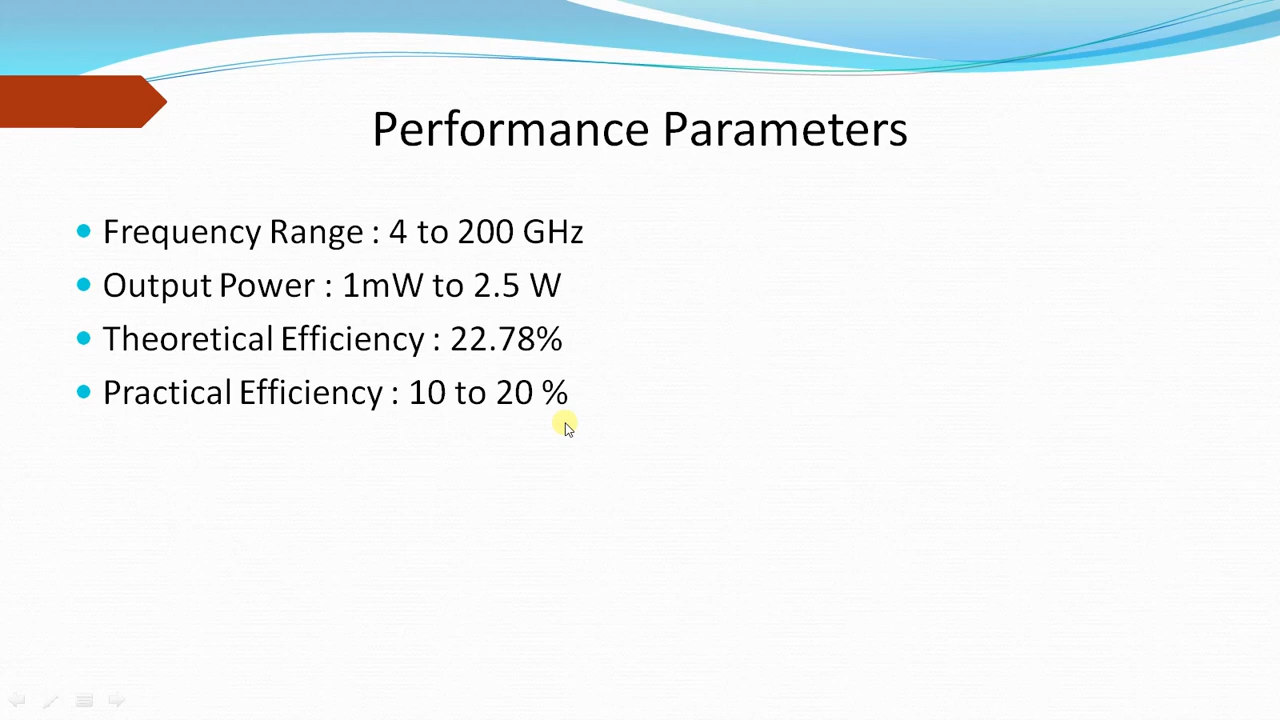 Performance Parameters
Frequency Range : 4 to 200 GHz
Output Power : 1mW to 2.5 W
Theoretical Efficiency : 22.78%
Practical Efficiency : 10 to 20 %